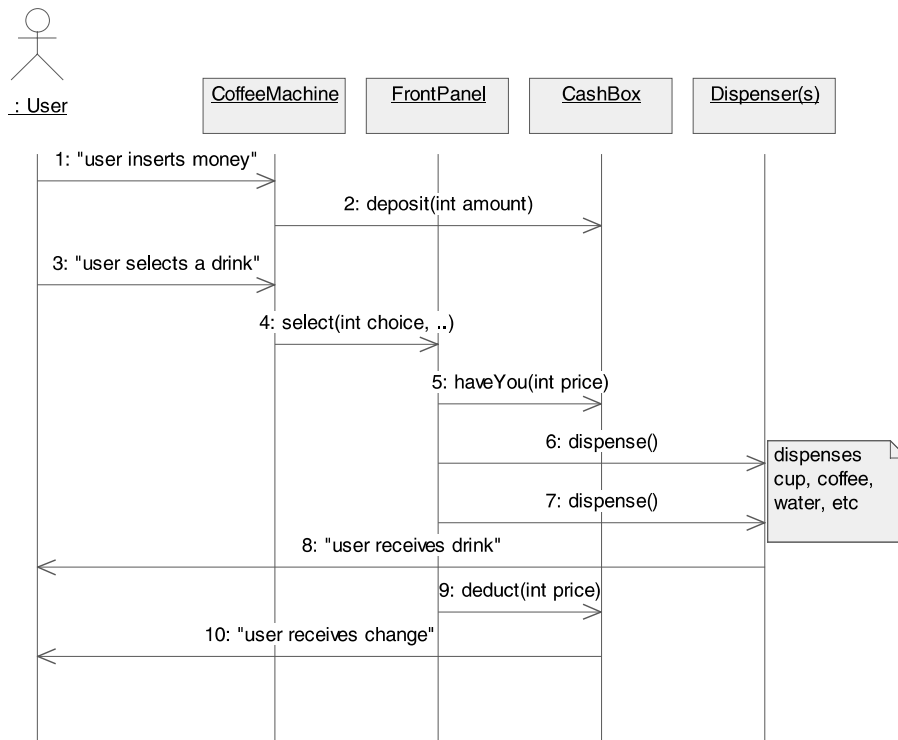 : User
CoffeeMachine
FrontPanel
CashBox
Dispenser(s)
1: "user inserts money"
2: deposit(int amount)
3: "user selects a drink"
4: select(int choice, ..)
5: haveYou(int price)
6: dispense()
dispenses
cup, coffee,
water, etc
7: dispense()
8: "user receives drink"
9: deduct(int price)
10: "user receives change"